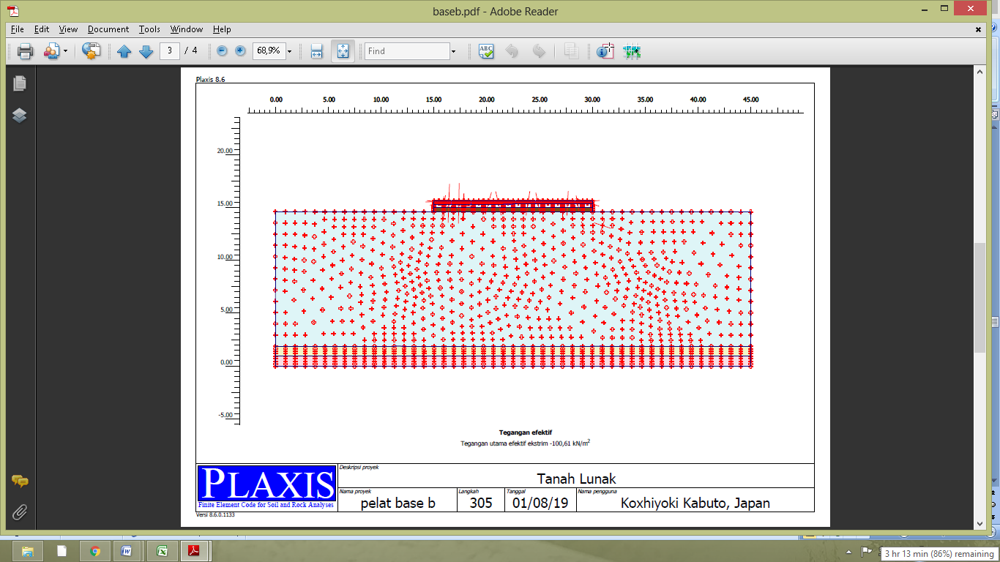 baseb.pdf - Adobe Reader
File Edit View Document Tools Window Help
3 / 4 68,9% Find
ABC
Plaxis 8.6
0.00 5.00 10.00 15.00 20.00 25.00 30.00 35.00 40.00 45.00
20.00
15.00
10.00
5.00
0.00
-5.00
Tegangan efektif
Tegangan utama efektif ekstrim -100,61 kN/m²
PLAXIS
Finite Element Code for Soil and Rock Analyses
Versi 8.6.0.1133
Deskripsi proyek
Tanah Lunak
Nama proyek
pelat base b
Langkah
305
Tanggal
01/08/19
Nama pengguna
Koxhiyoki Kabuto, Japan
3 hr 13 min (86%) remaining